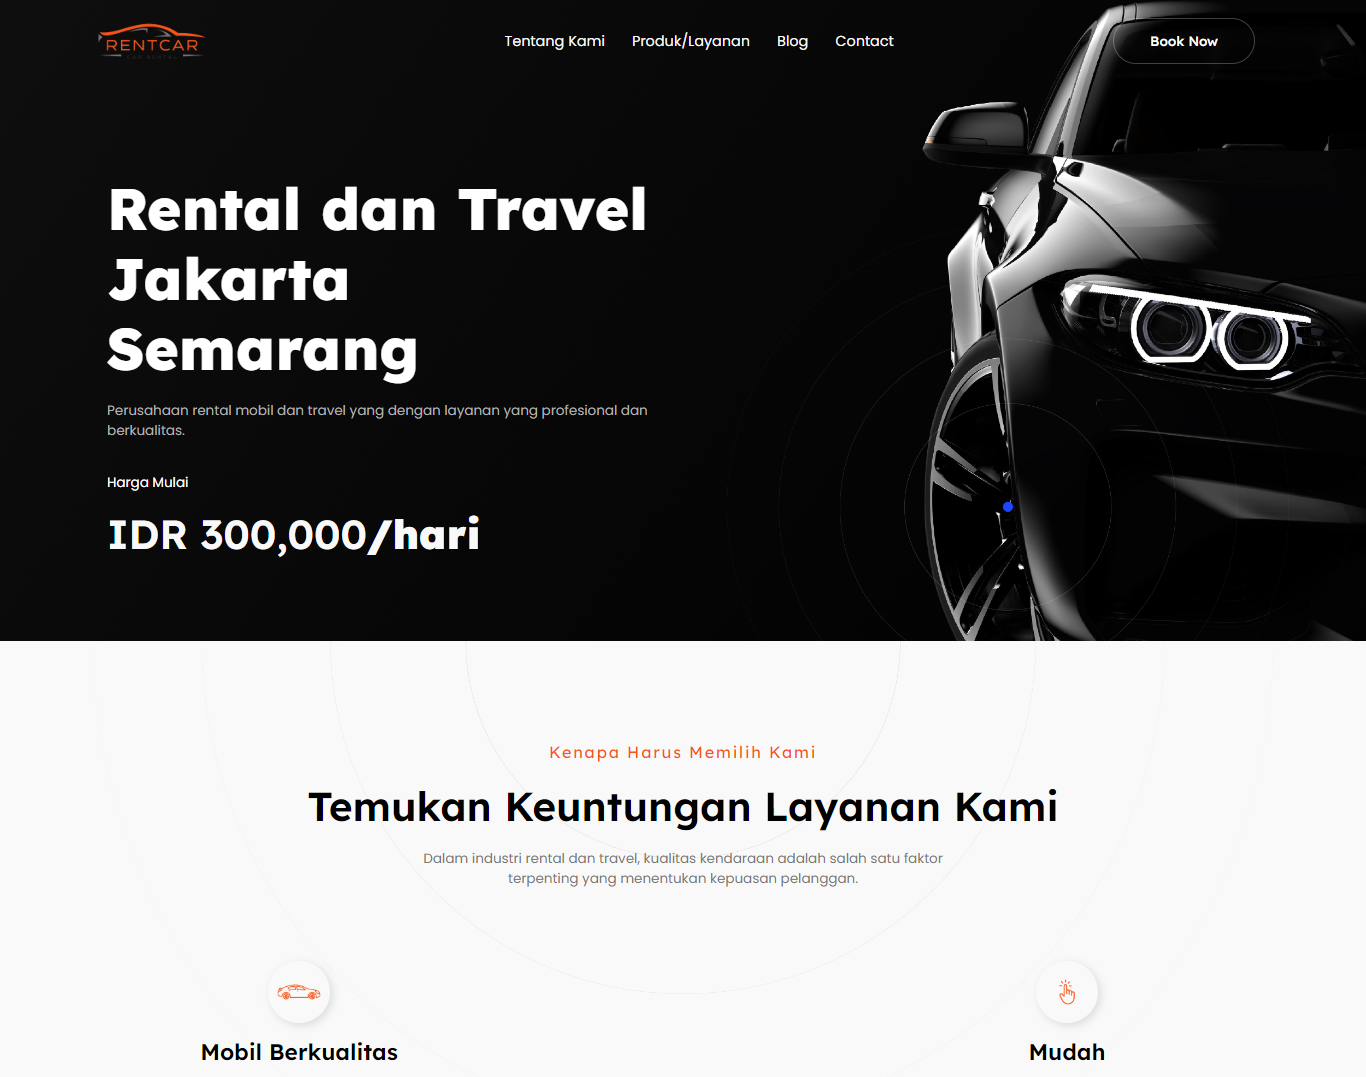 RENTCAR
CAR RENTAL
Tentang Kami
Produk/Layanan
Blog
Contact
Book Now
Rental dan Travel
Jakarta
Semarang
Perusahaan rental mobil dan travel yang dengan layanan yang profesional dan
berkualitas.
Harga Mulai
IDR 300,000/hari
Kenapa Harus Memilih Kami
Temukan Keuntungan Layanan Kami
Dalam industri rental dan travel, kualitas kendaraan adalah salah satu faktor
terpenting yang menentukan kepuasan pelanggan.
Mobil Berkualitas
Mudah